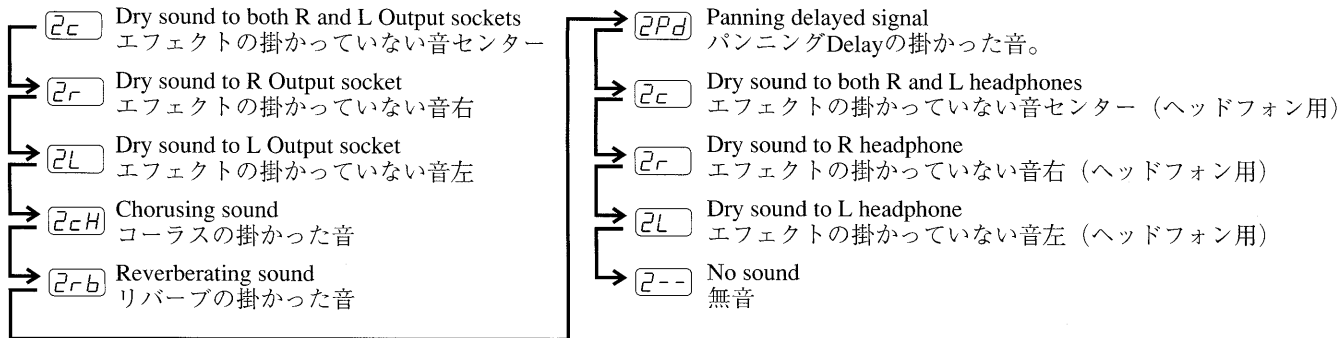 2c Dry sound to both R and L Output sockets
エフェクトの掛かっていない音センター
2r Dry sound to R Output socket
エフェクトの掛かっていない音右
2L Dry sound to L Output socket
エフェクトの掛かっていない音左
2cH Chorusing sound
コーラスの掛かった音
2rb Reverberating sound
リバーブの掛かった音
2Pd Panning delayed signal
パンニングDelayの掛かった音。
2c Dry sound to both R and L headphones
エフェクトの掛かっていない音センター（ヘッドフォン用）
2r Dry sound to R headphone
エフェクトの掛かっていない音右（ヘッドフォン用）
2L Dry sound to L headphone
エフェクトの掛かっていない音左（ヘッドフォン用）
2-- No sound
無音